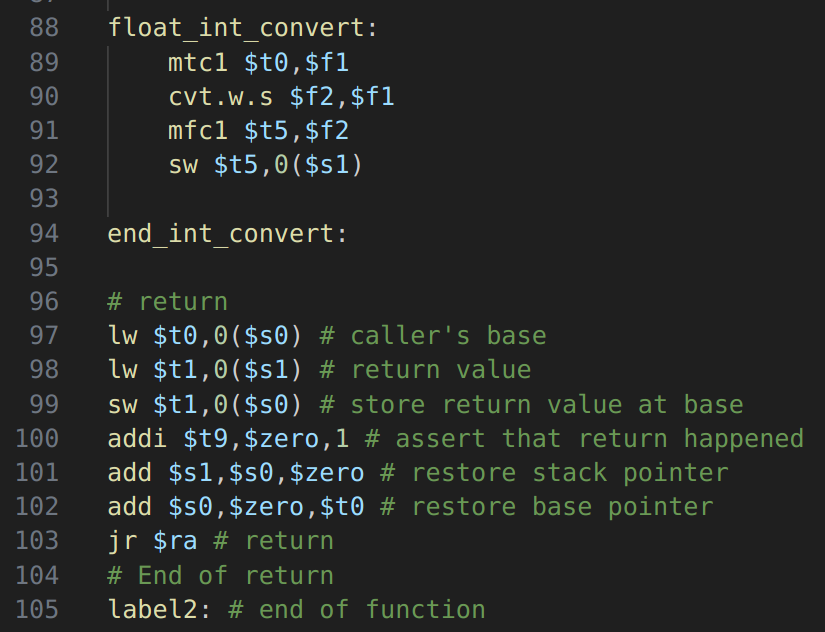 88 float_int_convert:
89 mtc1 $t0,$f1
90 cvt.w.s $f2,$f1
91 mfc1 $t5,$f2
92 sw $t5,0($s1)
93
94 end_int_convert:
95
96 # return
97 lw $t0,0($s0) # caller's base
98 lw $t1,0($s1) # return value
99 sw $t1,0($s0) # store return value at base
100 addi $t9,$zero,1 # assert that return happened
101 add $s1,$s0,$zero # restore stack pointer
102 add $s0,$zero,$t0 # restore base pointer
103 jr $ra # return
104 # End of return
105 label2: # end of function